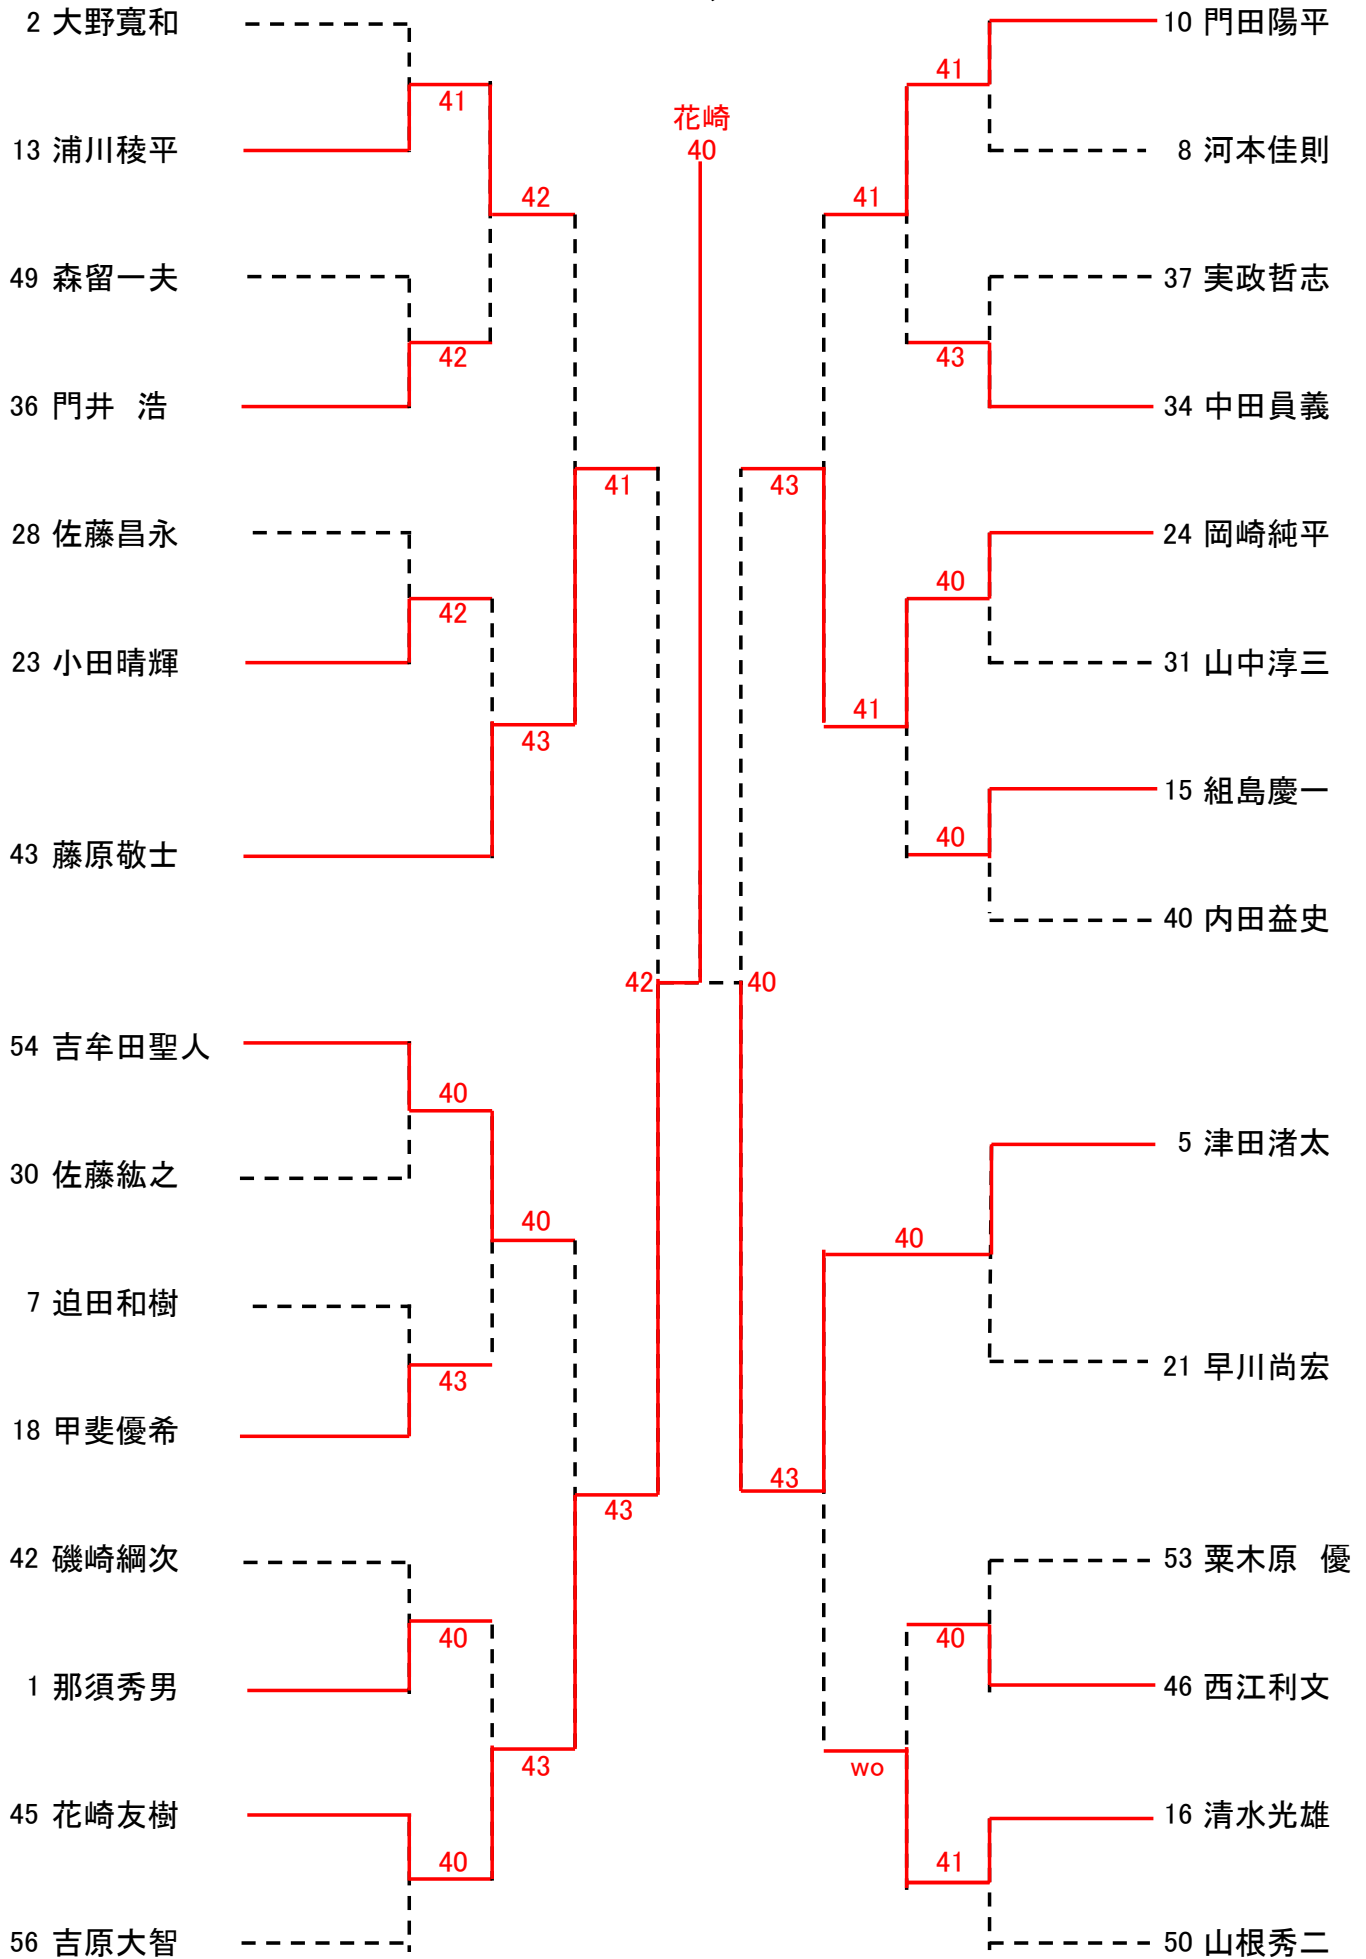 2 大野寛和
41
13 浦川稜平
42
49 森留一夫
42
36 門井　浩
41
28 佐藤昌永
42
23 小田晴輝
43
43 藤原敬士
42
54 吉牟田聖人
40
30 佐藤紘之
40
7 迫田和樹
43
18 甲斐優希
43
42 磯崎綱次
40
1 那須秀男
43
45 花崎友樹
40
56 吉原大智
花崎
40
10 門田陽平
41
8 河本佳則
41
37 実政哲志
43
34 中田員義
43
24 岡崎純平
40
31 山中淳三
41
15 組島慶一
40
40 内田益史
40
5 津田渚太
40
21 早川尚宏
43
53 粟木原　優
40
46 西江利文
wo
16 清水光雄
41
50 山根秀二